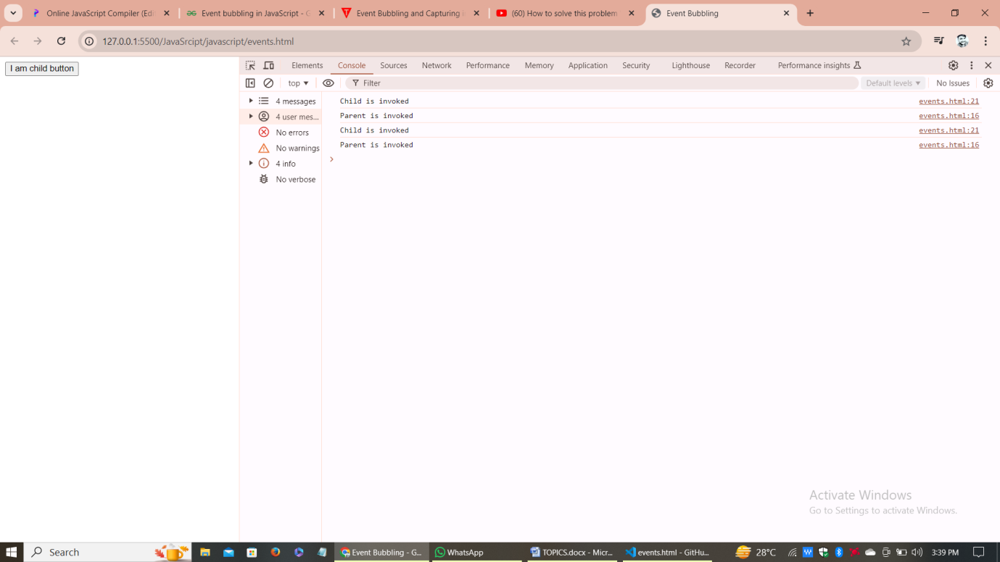 Online JavaScript Compiler (Edit
Event bubbling in JavaScript - G
Event Bubbling and Capturing i
(60) How to solve this problem
Event Bubbling
127.0.0.1:5500/JavaSrcipt/javascript/events.html
I am child button
Elements Console Sources Network Performance Memory Application Security Lighthouse Recorder Performance insights
top ▼ Filter Default levels ▼ No Issues
4 messages
4 user mes...
No errors
No warnings
4 info
No verbose
Child is invoked events.html:21
Parent is invoked events.html:16
Child is invoked events.html:21
Parent is invoked events.html:16
Activate Windows
Go to Settings to activate Windows.
Search
Event Bubbling - G...
WhatsApp
TOPICS.docx - Micr...
events.html - GitHu...
28°C
3:39 PM